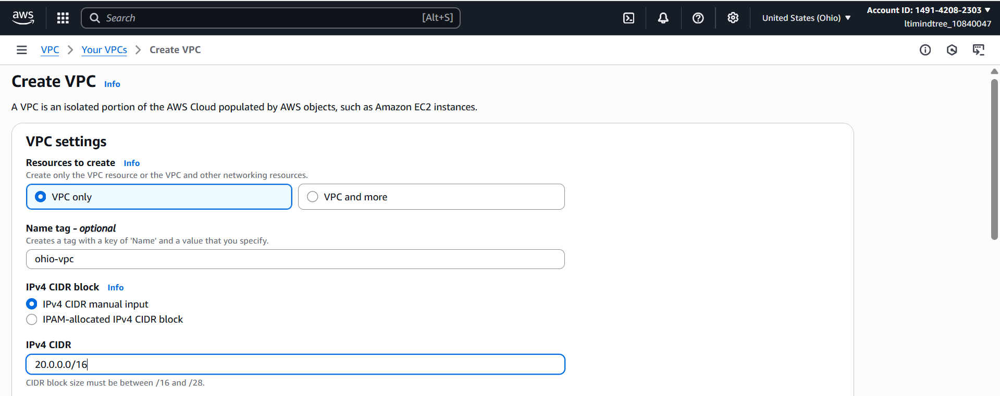 aws
Search [Alt+S]
United States (Ohio) ▼
Account ID: 1491-4208-2303 ▼
ltimindtree_10840047
VPC > Your VPCs > Create VPC
Create VPC Info
A VPC is an isolated portion of the AWS Cloud populated by AWS objects, such as Amazon EC2 instances.
VPC settings
Resources to create Info
Create only the VPC resource or the VPC and other networking resources.
VPC only
VPC and more
Name tag - optional
Creates a tag with a key of 'Name' and a value that you specify.
ohio-vpc
IPv4 CIDR block Info
IPv4 CIDR manual input
IPAM-allocated IPv4 CIDR block
IPv4 CIDR
20.0.0.0/16
CIDR block size must be between /16 and /28.